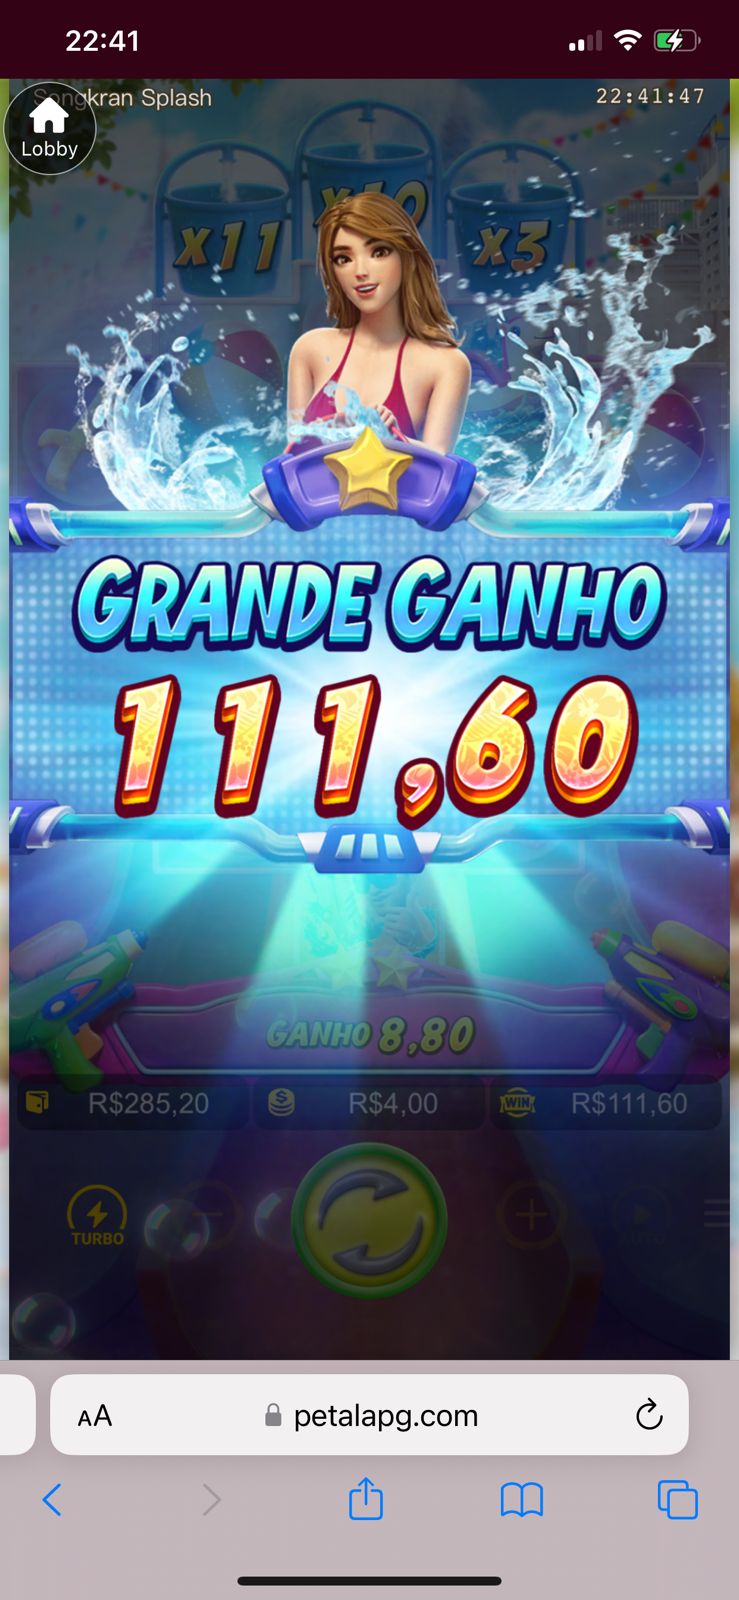 22:41
Songkran Splash
22:41:47
Lobby
x11
x10
x3
GRANDE GANHO
111,60
GANHO 8,80
R$285,20
R$4,00
WIN
R$111,60
TURBO
AUTO
AA
petalapg.com